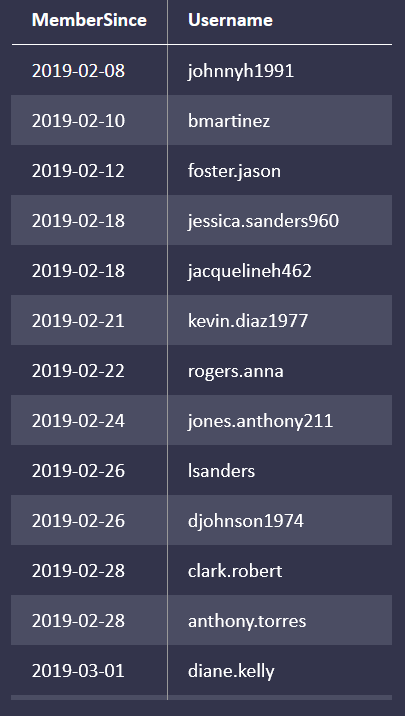 MemberSince Username
2019-02-08 johnnyh1991
2019-02-10 bmartinez
2019-02-12 foster.jason
2019-02-18 jessica.sanders960
2019-02-18 jacquelineh462
2019-02-21 kevin.diaz1977
2019-02-22 rogers.anna
2019-02-24 jones.anthony211
2019-02-26 lsanders
2019-02-26 djohnson1974
2019-02-28 clark.robert
2019-02-28 anthony.torres
2019-03-01 diane.kelly